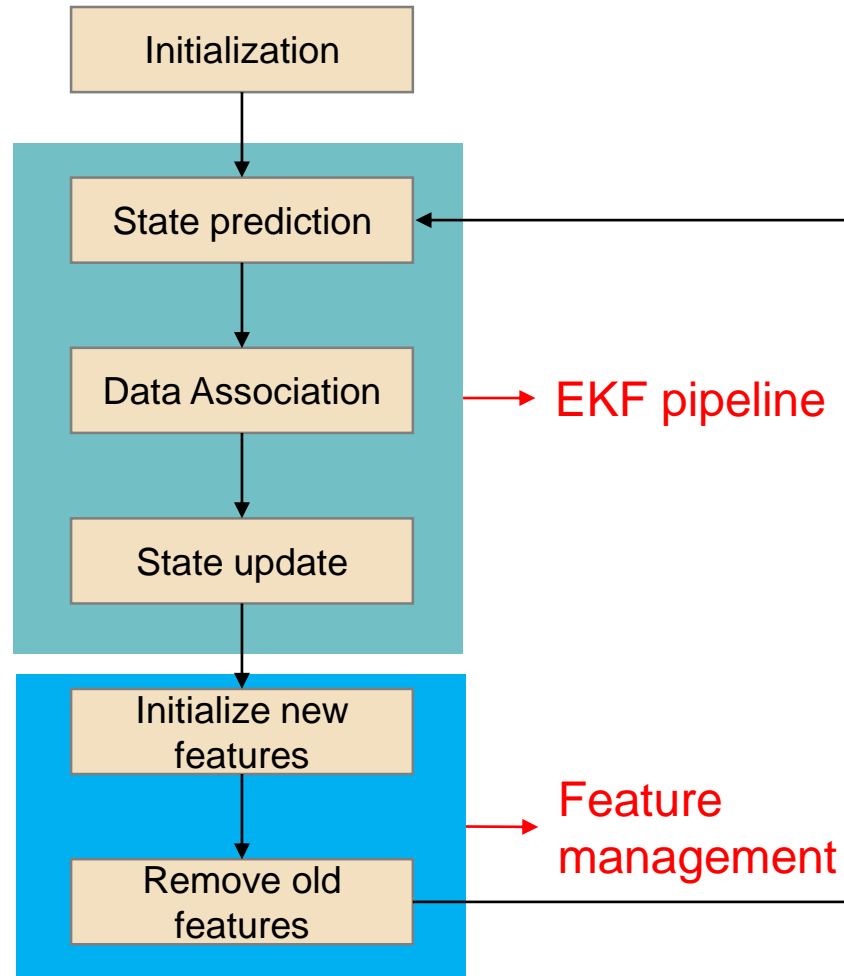 Initialization
State prediction
Data Association
EKF pipeline
State update
Initialize new
features
Feature
management
Remove old
features